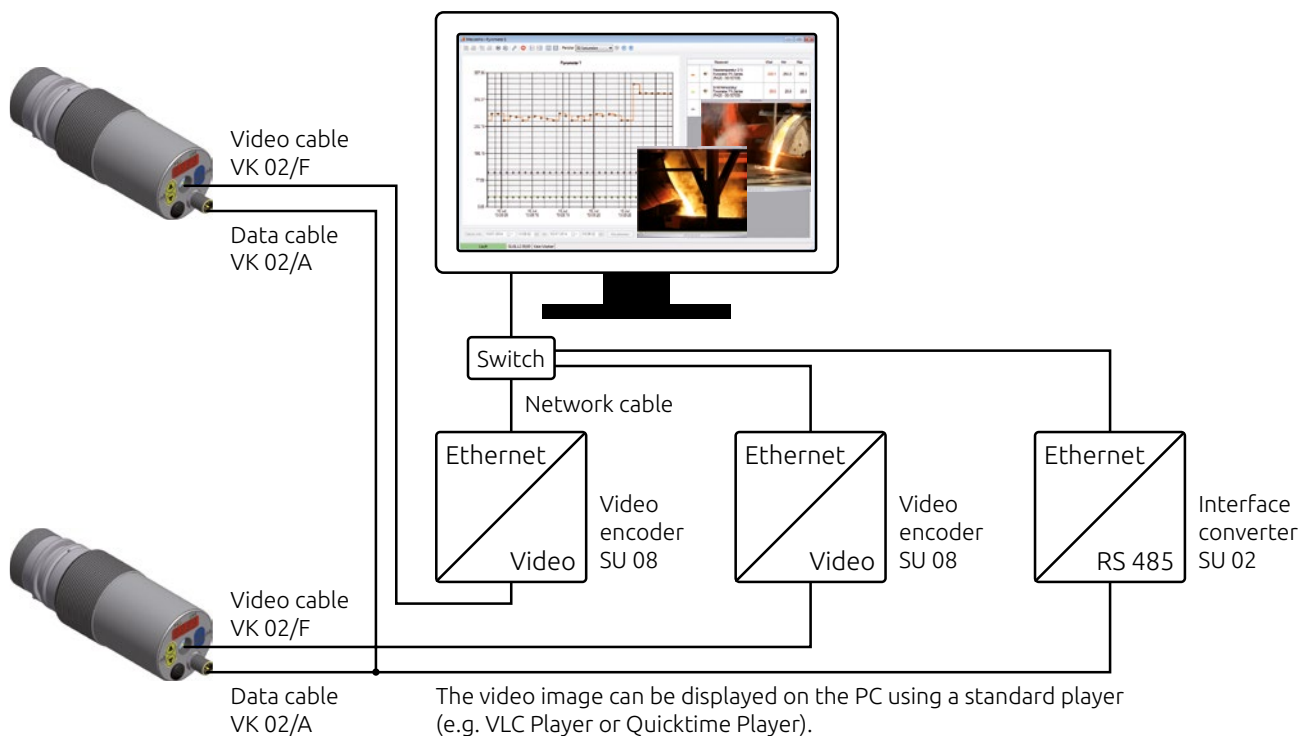 Video cable
VK 02/F
Data cable
VK 02/A
Pyrometer 1
Switch
Network cable
Ethernet
Video
Video
encoder
SU 08
Ethernet
Video
Video
encoder
SU 08
Ethernet
RS 485
Interface
converter
SU 02
Video cable
VK 02/F
Data cable
VK 02/A
The video image can be displayed on the PC using a standard player
(e.g. VLC Player or Quicktime Player).